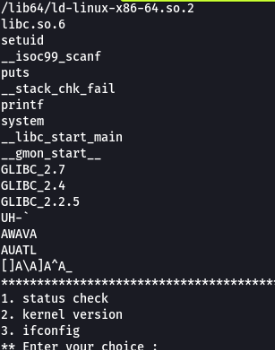 /lib64/ld-linux-x86-64.so.2
libc.so.6
setuid
__isoc99_scanf
puts
__stack_chk_fail
printf
system
__libc_start_main
__gmon_start__
GLIBC_2.7
GLIBC_2.4
GLIBC_2.2.5
UH-`
AWAVA
AUATL
[]A\A]A^A_
****************************************
1. status check
2. kernel version
3. ifconfig
** Enter your choice :